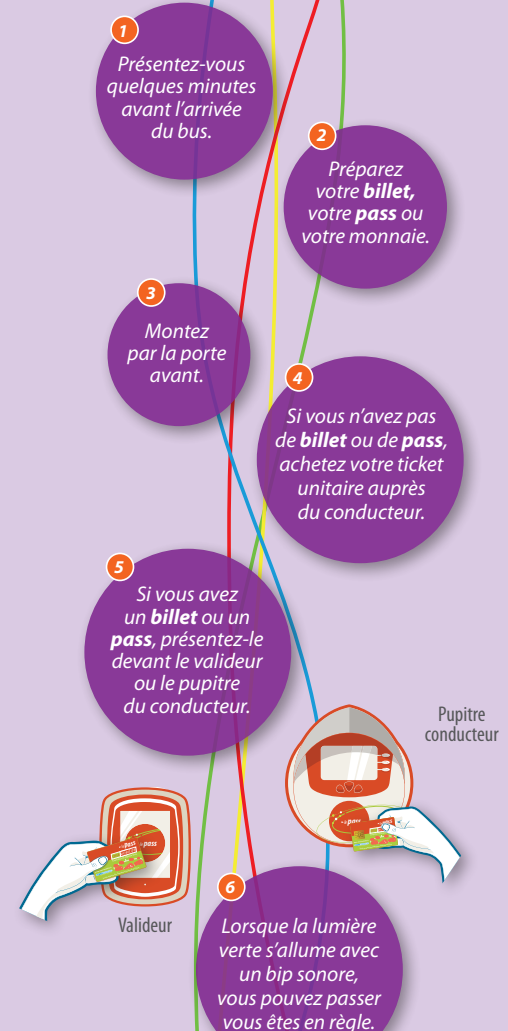 1
Présentez-vous
quelques minutes
avant l'arrivée
du bus.
2
Préparez
votre billet,
votre pass ou
votre monnaie.
3
Montez
par la porte
avant.
4
Si vous n'avez pas
de billet ou de pass,
achetez votre ticket
unitaire auprès
du conducteur.
5
Si vous avez
un billet ou un
pass, présentez-le
devant le valideur
ou le pupitre
du conducteur.
Pupitre
conducteur
pass
pass
pass
Valideur
6
Lorsque la lumière
verte s'allume avec
un bip sonore,
vous pouvez passer
vous êtes en règle.